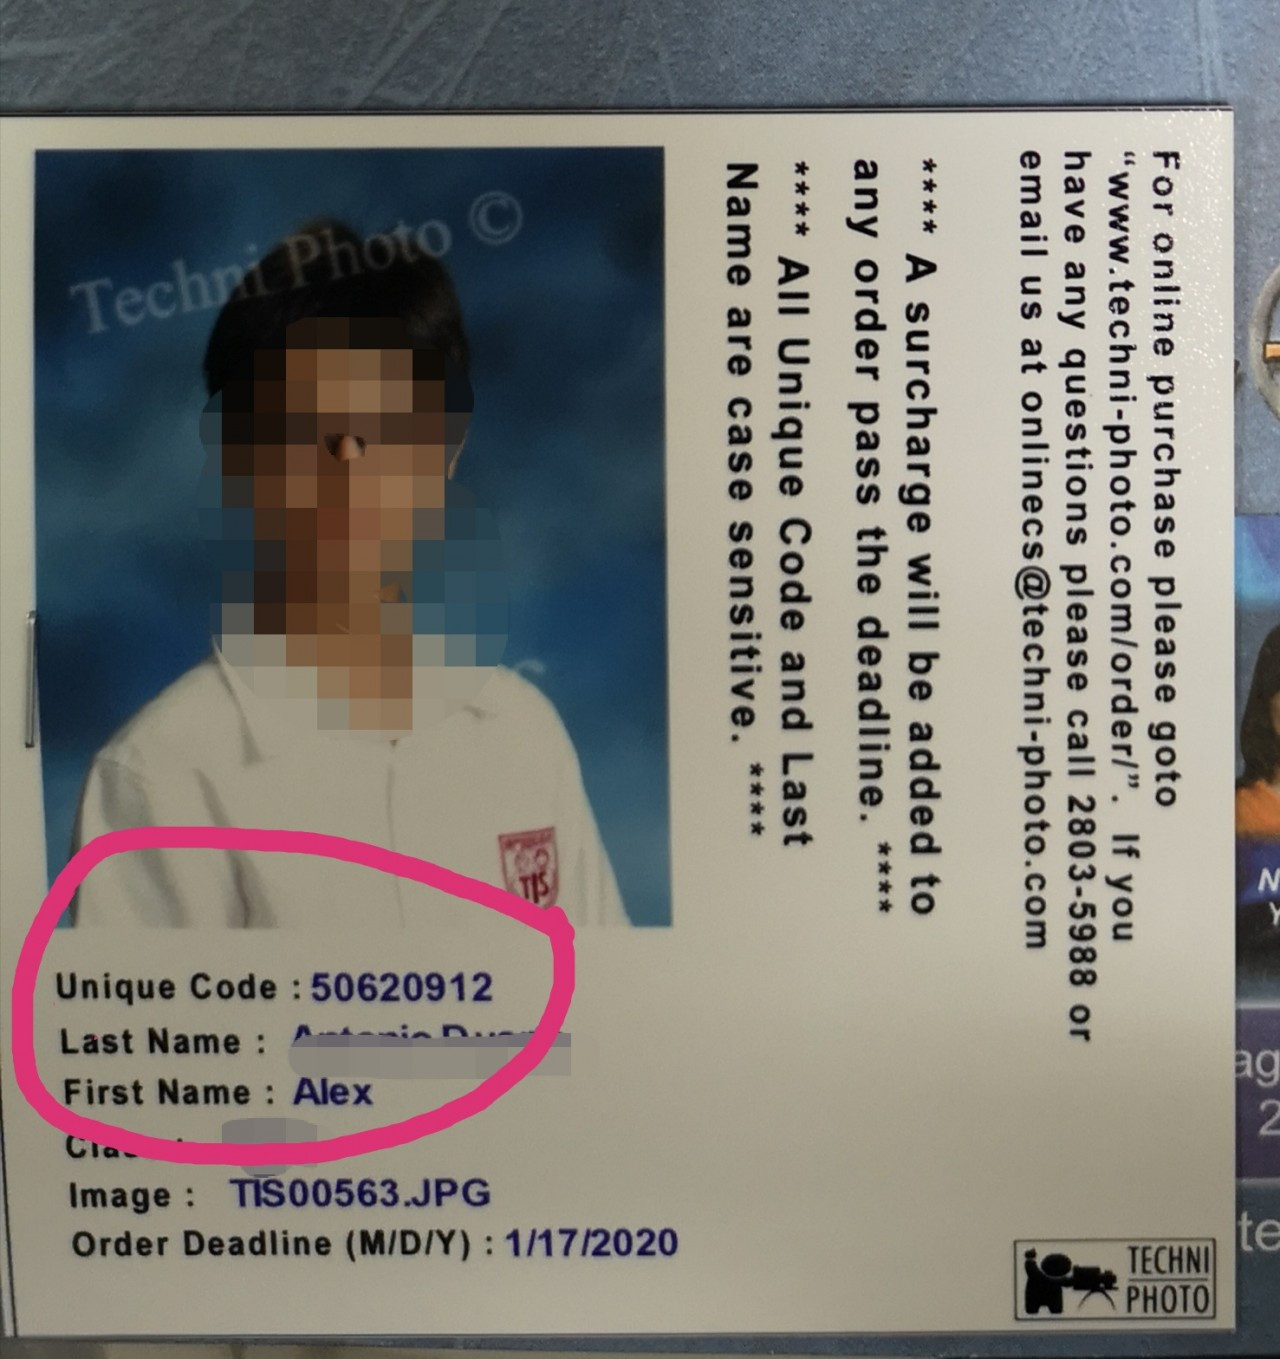 Techni Photo ©
TIS
Unique Code : 50620912
Last Name :
First Name : Alex
Image : TIS00563.JPG
Order Deadline (M/D/Y) : 1/17/2020
For online purchase please goto
“www.techni-photo.com/order/”. If you
have any questions please call 2803-5988 or
email us at onlinecs@techni-photo.com
**** A surcharge will be added to
any order pass the deadline. ****
**** All Unique Code and Last
Name are case sensitive. ****
TECHNI
PHOTO